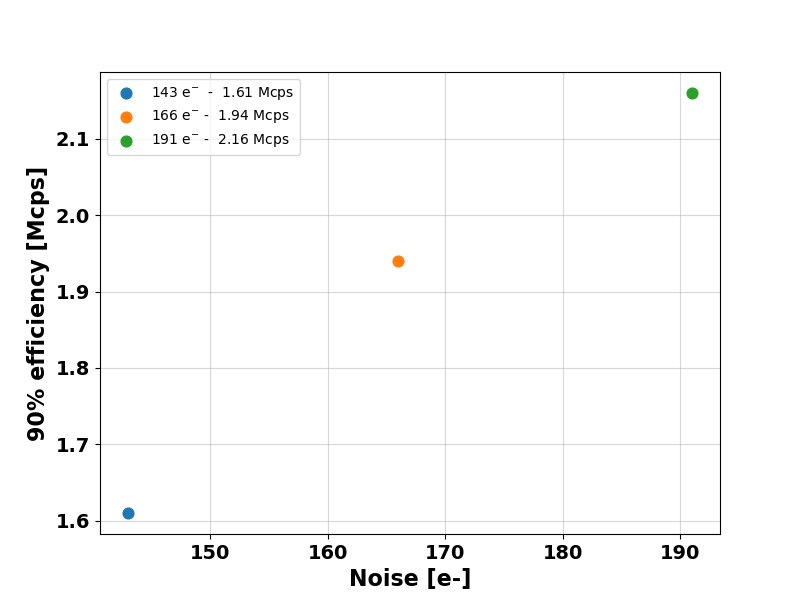 143 e⁻ - 1.61 Mcps
166 e⁻ - 1.94 Mcps
191 e⁻ - 2.16 Mcps
90% efficiency [Mcps]
2.1
2.0
1.9
1.8
1.7
1.6
150 160 170 180 190
Noise [e-]